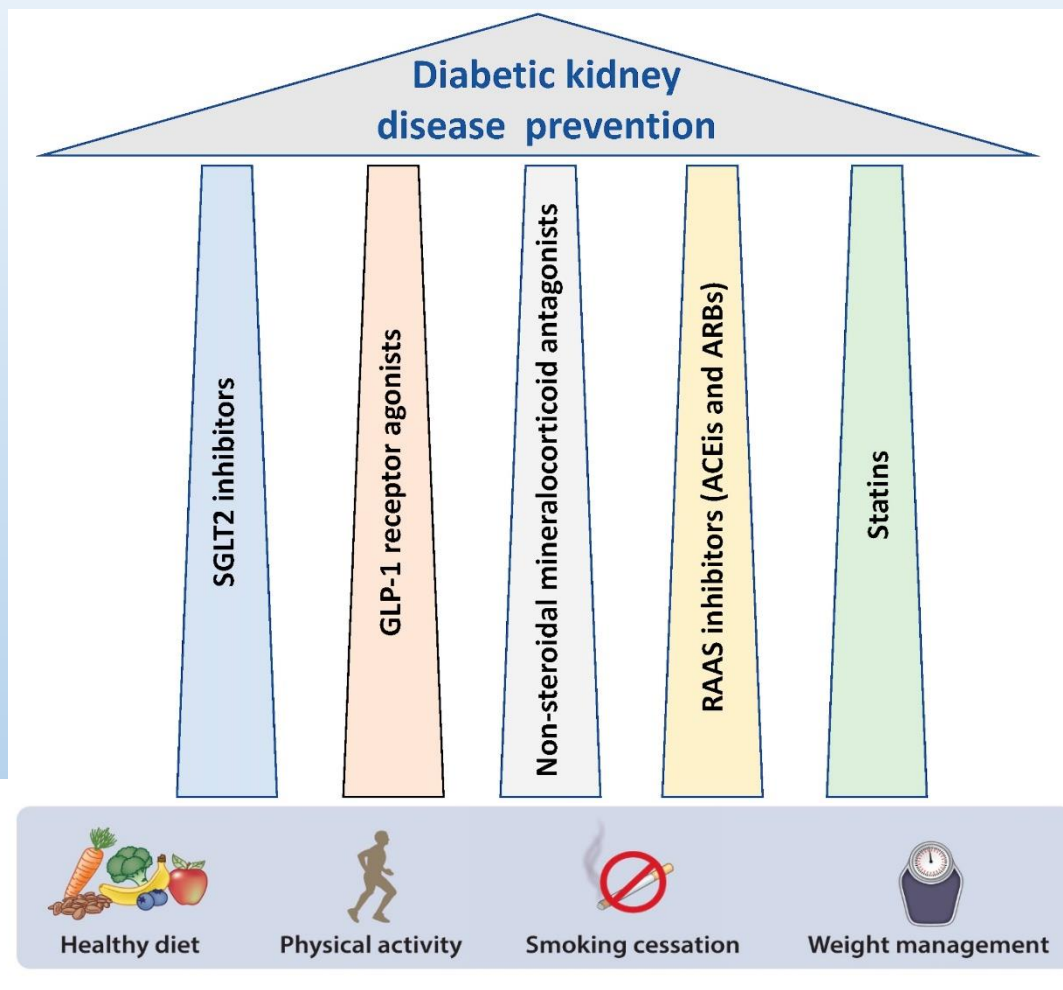 Diabetic kidney
disease prevention
SGLT2 inhibitors
GLP-1 receptor agonists
Non-steroidal mineralocorticoid antagonists
RAAS inhibitors (ACEis and ARBs)
Statins
Healthy diet
Physical activity
Smoking cessation
Weight management